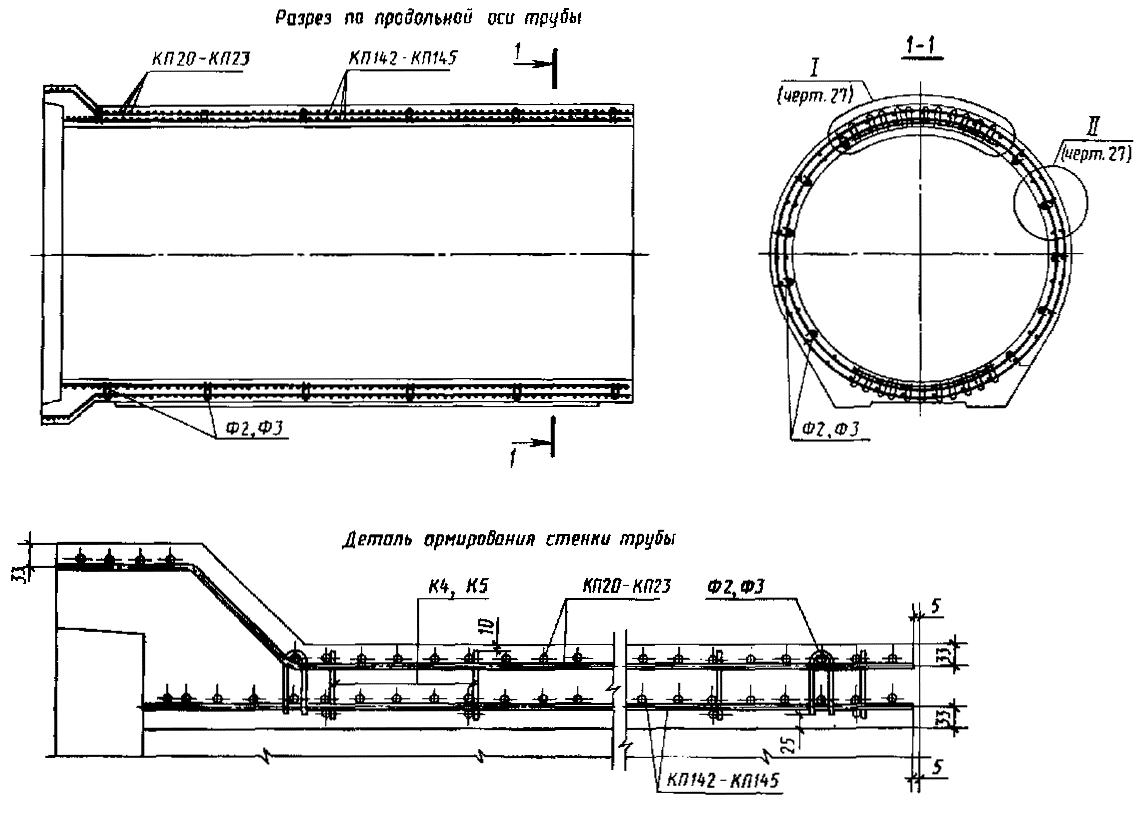 Разрез по продольной оси трубы
КП20-КП23
КП142-КП145
1
1-1
I
(черт. 27)
II
(черт. 27)
Ф2, Ф3
1
Ф2, Ф3
Деталь армирования стенки трубы
33
К4, К5
10
КП20-КП23
Ф2, Ф3
5
33
33
25
КП142-КП145
5